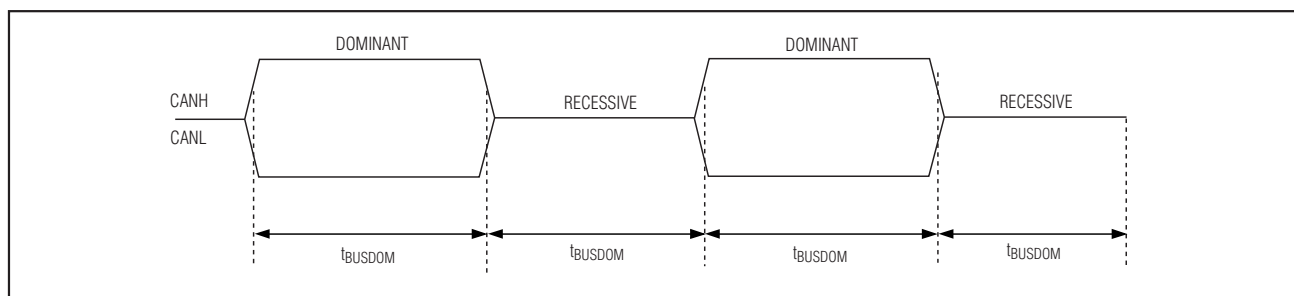 DOMINANT
DOMINANT
CANH
RECESSIVE
RECESSIVE
CANL
tBUSDOM
tBUSDOM
tBUSDOM
tBUSDOM